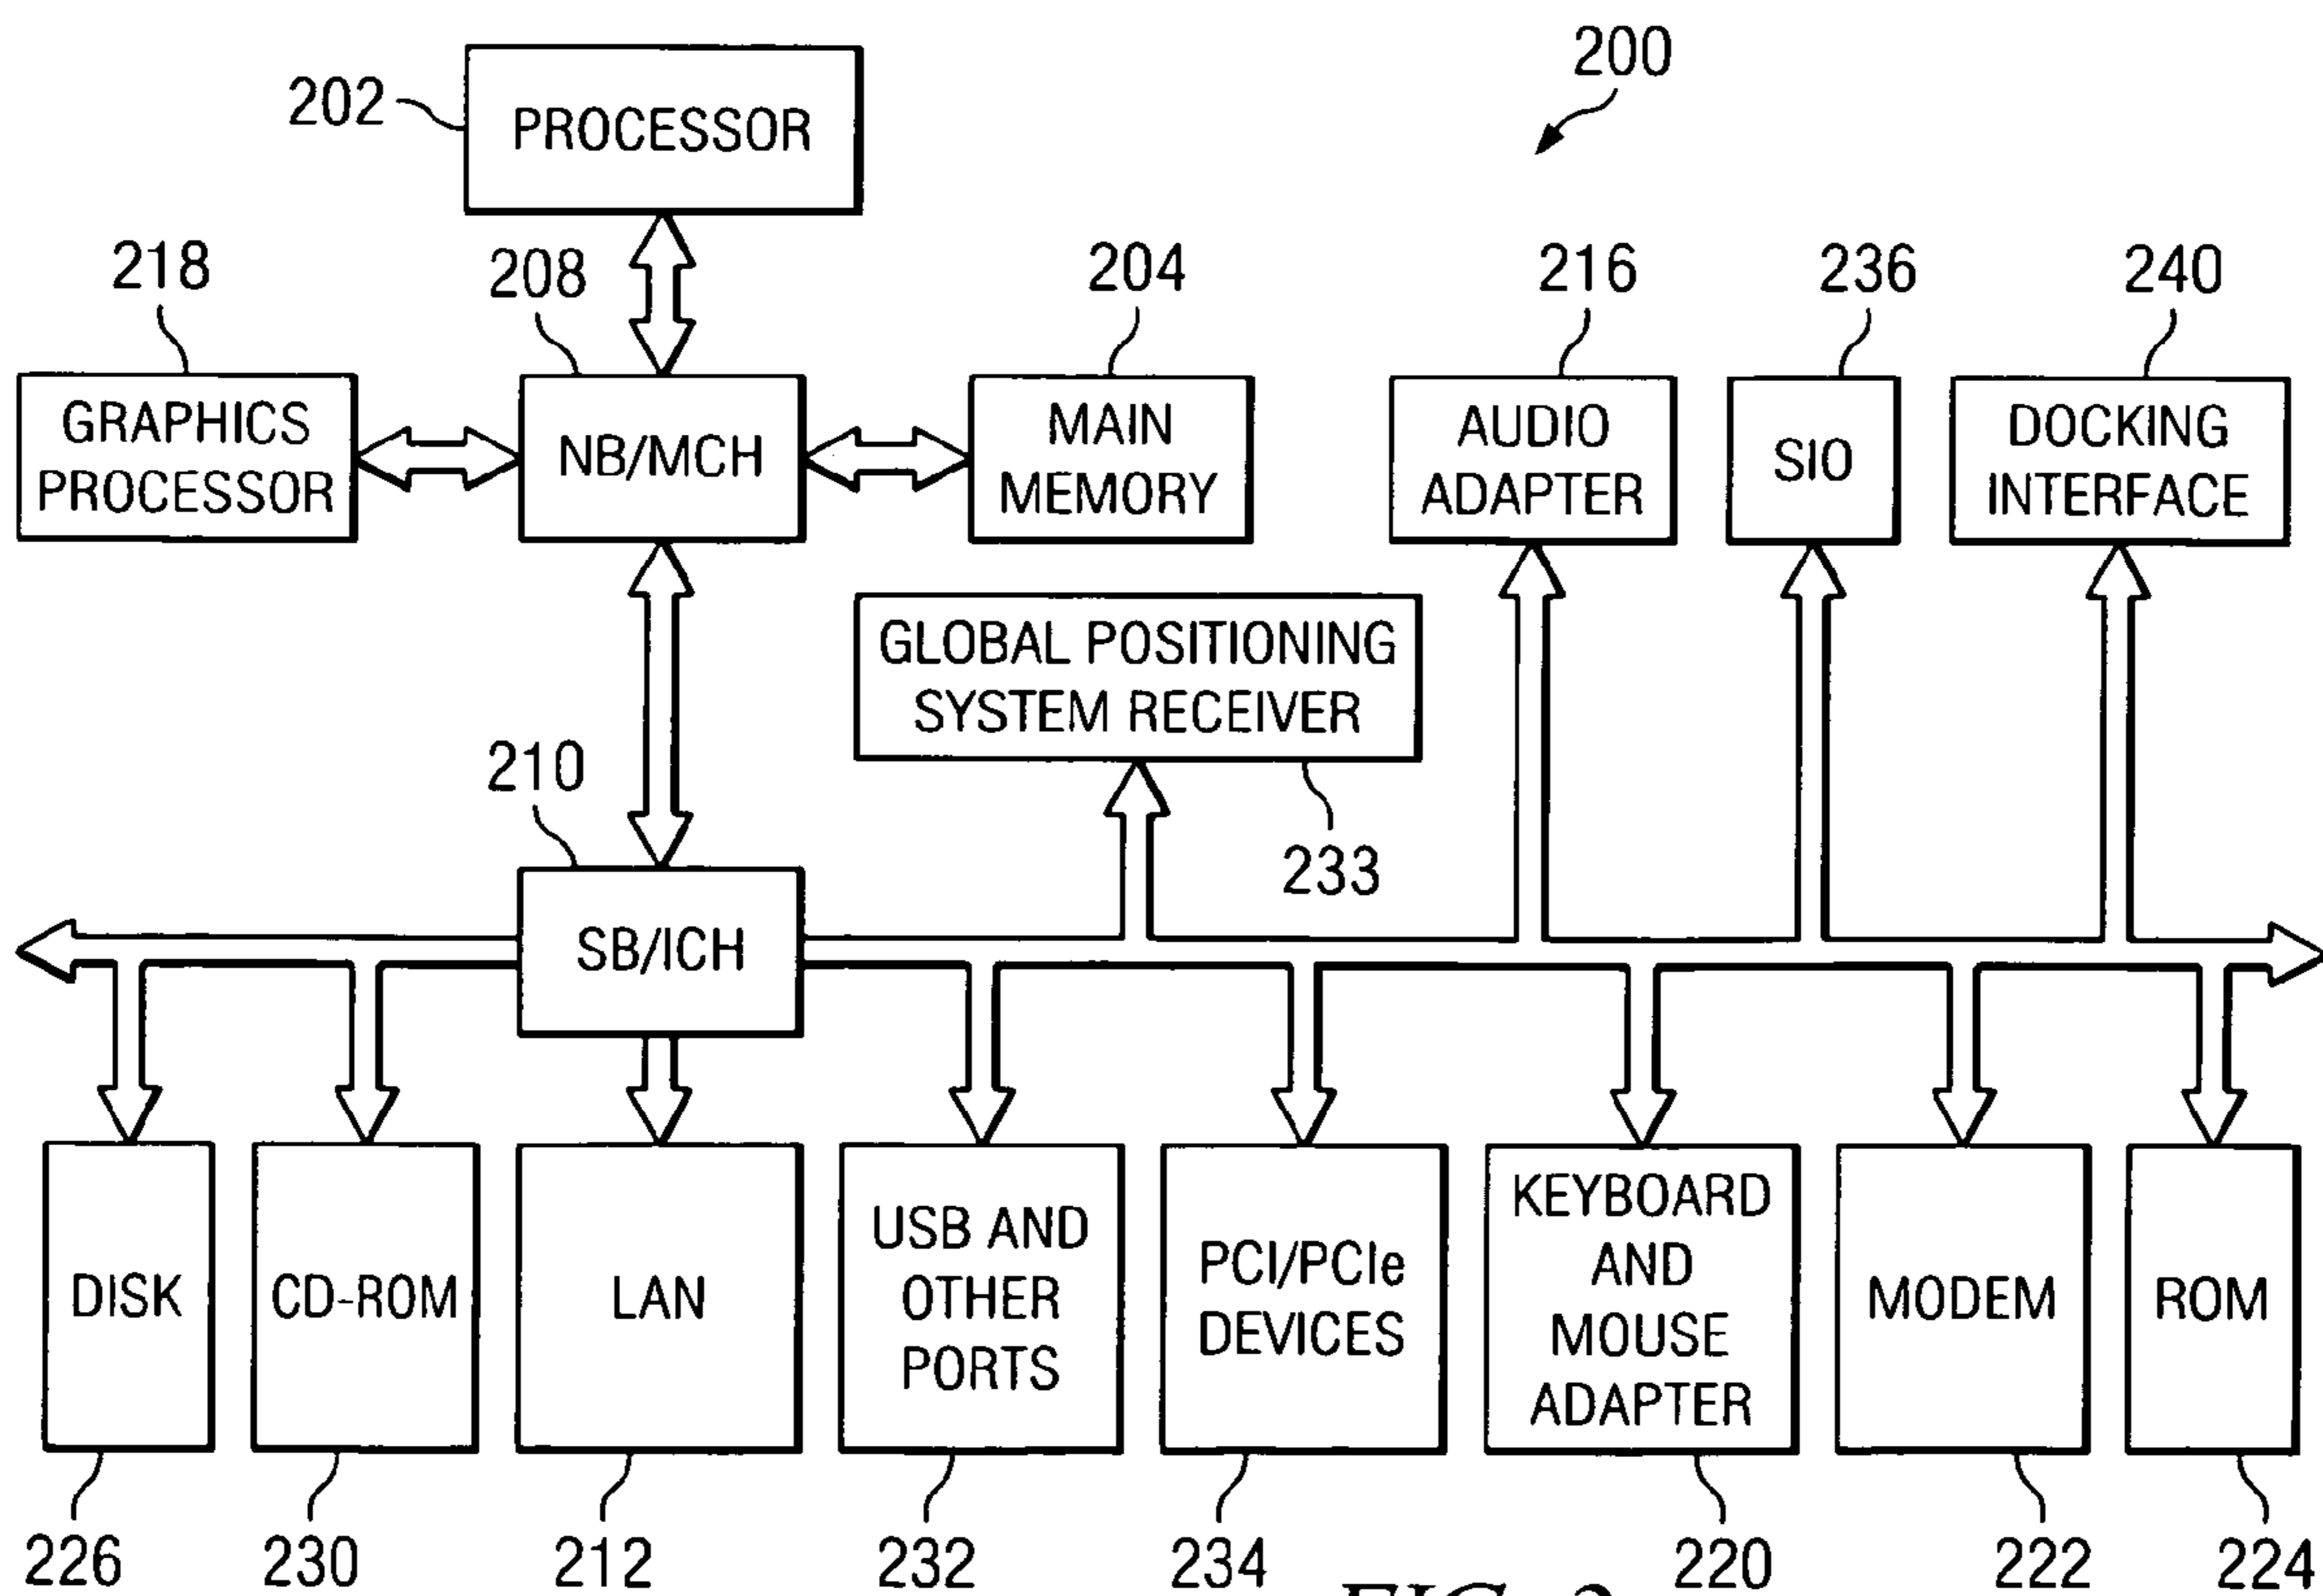 200
202
PROCESSOR
218
208
204
216
236
240
GRAPHICS
PROCESSOR
NB/MCH
MAIN
MEMORY
AUDIO
ADAPTER
SIO
DOCKING
INTERFACE
GLOBAL POSITIONING
SYSTEM RECEIVER
210
233
SB/ICH
DISK
CD-ROM
LAN
USB AND
OTHER
PORTS
PCI/PCIe
DEVICES
KEYBOARD
AND
MOUSE
ADAPTER
MODEM
ROM
226
230
212
232
234
220
222
224